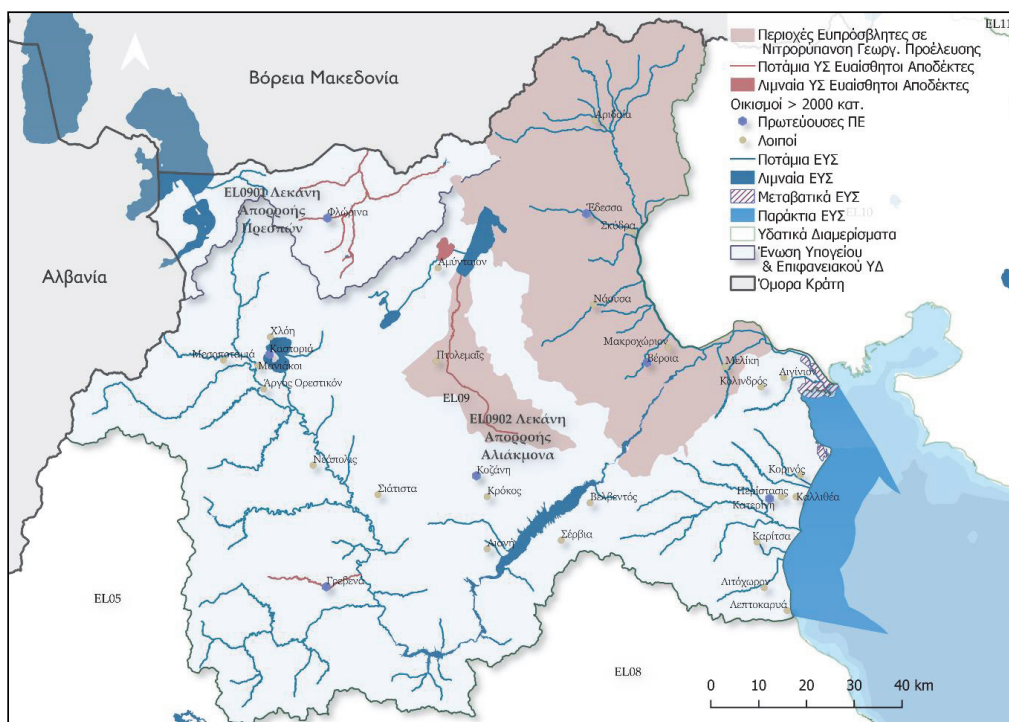 EL11
Βόρεια Μακεδονία
Αλβανία
Περιοχές Ευπρόσβλητες σε
Νιτρορύπανση Γεωργ. Προέλευσης
Ποτάμια ΥΣ Ευαίσθητοι Αποδέκτες
Λιμναία ΥΣ Ευαίσθητοι Αποδέκτες
Οικισμοί > 2000 κατ.
Πρωτεύουσες ΠΕ
Λοιποί
Ποτάμια ΕΥΣ
Λιμναία ΕΥΣ
Μεταβατικά ΕΥΣ
Παράκτια ΕΥΣ
Υδατικά Διαμερίσματα
Ένωση Υπογείου
& Επιφανειακού ΥΔ
Όμορα Κράτη
EL10
Αριδαία
EL0901 Λεκάνη
Απορροής
Πρεσπών
Φλώρινα
Έδεσσα
Σκύδρα
Αμύνταιον
Νάουσα
Χλόη
Καστοριά
Μεσοποταμιά
Μανιάκοι
Άργος Ορεστικόν
Πτολεμαΐς
Μακροχώριον
Βέροια
Μελίκη
Κολινδρός
Αιγίνιον
EL09
EL0902 Λεκάνη
Απορροής
Αλιάκμονα
Νεάπολις
Σιάτιστα
Κοζάνη
Κρόκος
Βελβεντός
Κορινός
Περίστασις
Κατερίνη
Καλλιθέα
Αιανή
Σέρβια
Καρίτσα
Γρεβενά
Λιτόχωρον
Λεπτοκαρυά
EL05
EL08
0 10 20 30 40 km